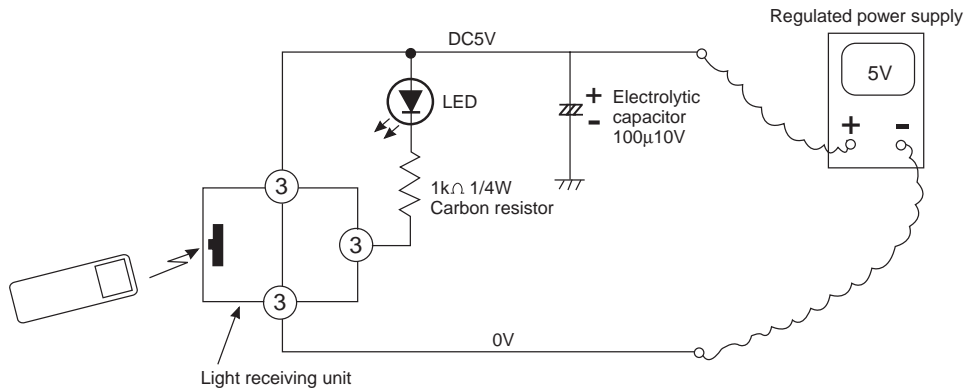 Regulated power supply
DC5V
5V
LED
+ Electrolytic
- capacitor
100μ10V
+ -
3
1k∩ 1/4W
Carbon resistor
3
3
0V
Light receiving unit